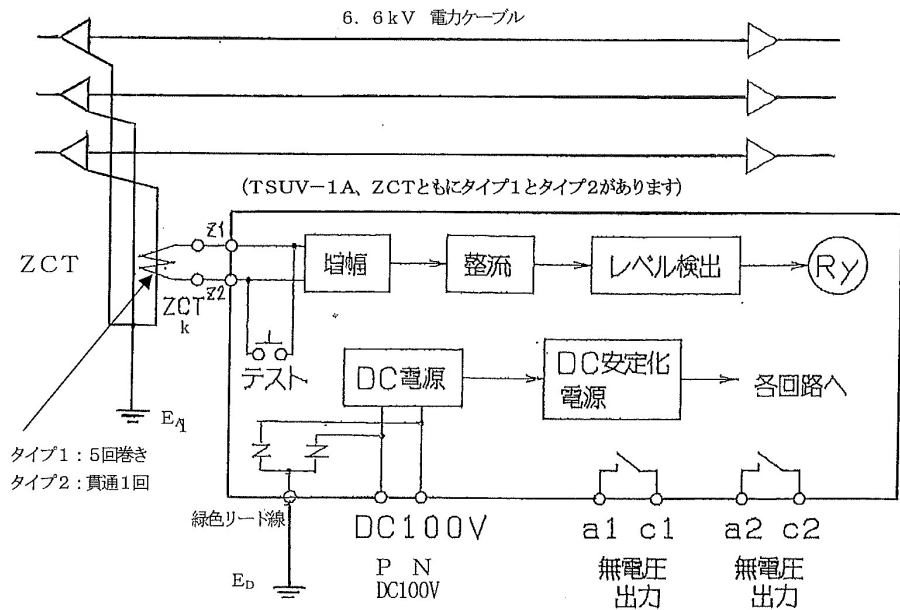 6．6kV 電力ケーブル
(TSUV−1A、ZCTともにタイプ1とタイプ2があります)
ZCT
Z1
Z2
ZCT
k
増幅
整流
レベル検出
Ry
テスト
DC電源
DC安定化
電源
各回路へ
EA1
タイプ1：5回巻き
タイプ2：貫通1回
緑色リード線
ED
DC100V
P N
DC100V
a1 c1
無電圧
出力
a2 c2
無電圧
出力